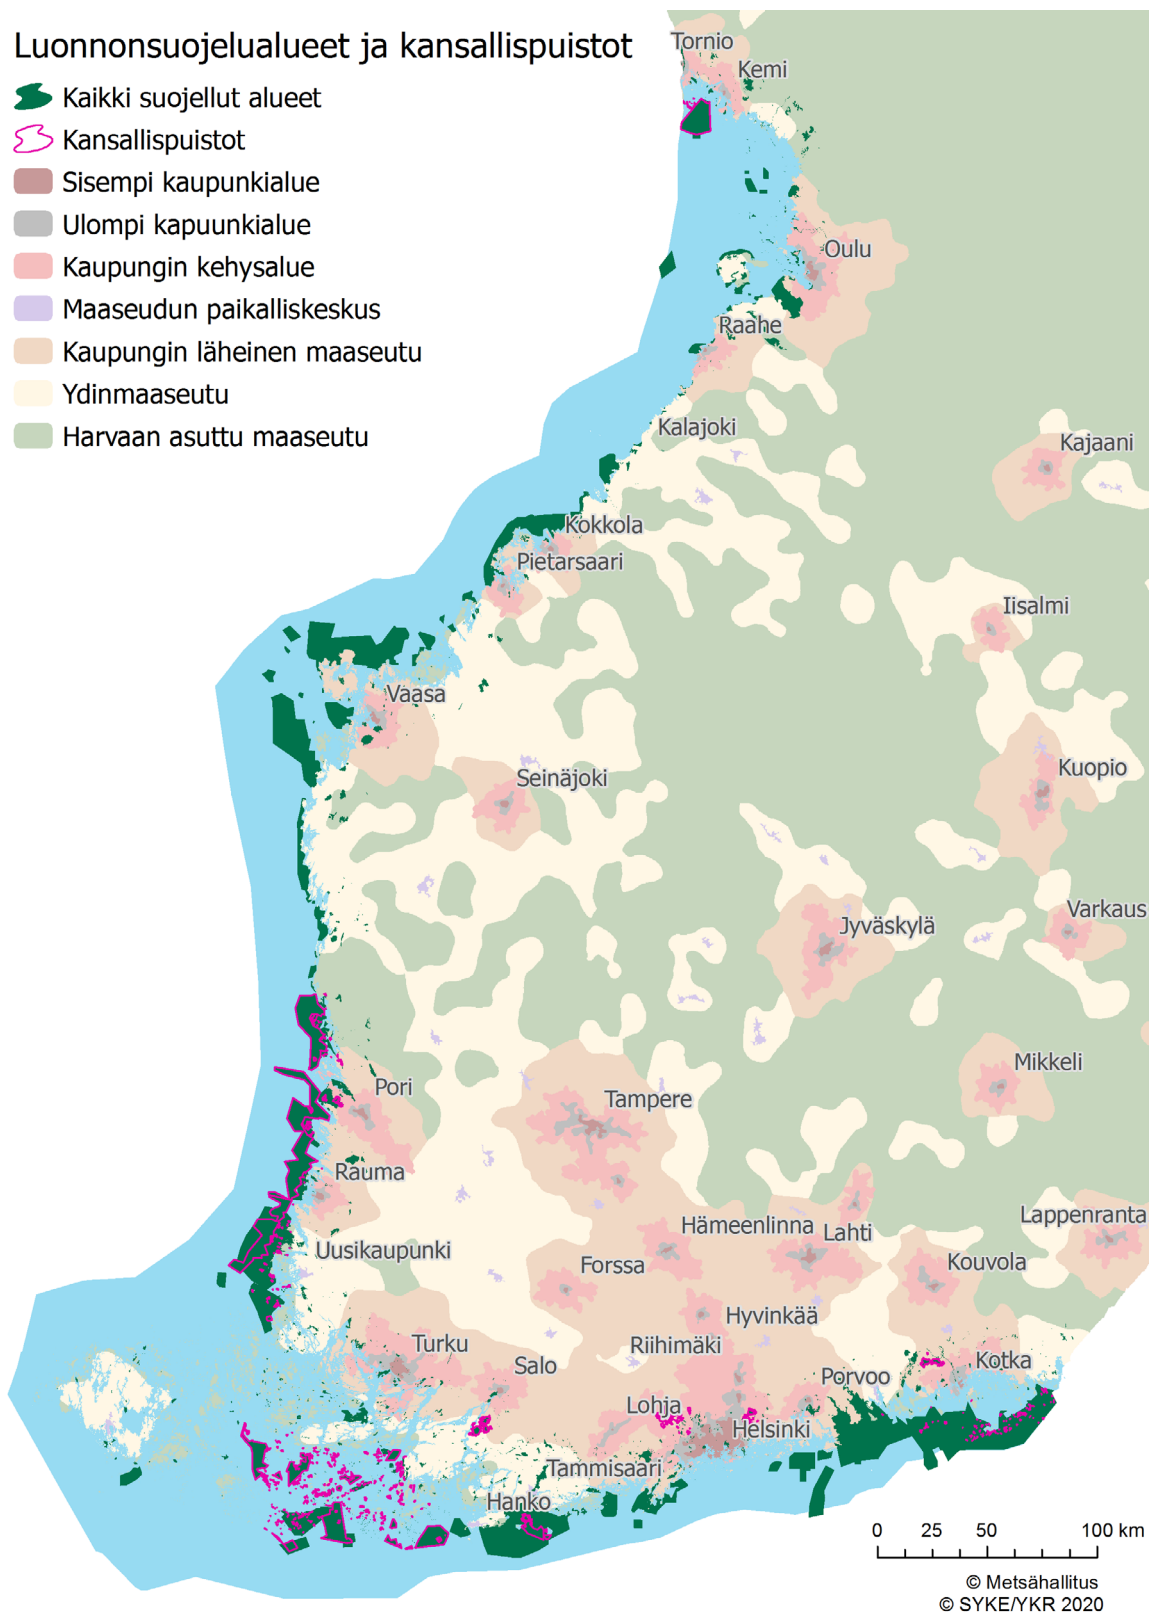 Luonnonsuojelualueet ja kansallispuistot
Kaikki suojellut alueet
Kansallispuistot
Sisempi kaupunkialue
Ulompi kapuunkialue
Kaupungin kehysalue
Maaseudun paikalliskeskus
Kaupungin läheinen maaseutu
Ydinmaaseutu
Harvaan asuttu maaseutu
Tornio
Kemi
Oulu
Raahe
Kalajoki
Kajaani
Kokkola
Pietarsaari
Iisalmi
Vaasa
Kuopio
Seinäjoki
Varkaus
Jyväskylä
Mikkeli
Pori
Tampere
Rauma
Lappenranta
Hämeenlinna
Lahti
Uusikaupunki
Forssa
Kouvola
Hyvinkää
Turku
Riihimäki
Salo
Kotka
Porvoo
Lohja
Helsinki
Tammisaari
Hanko
0 25 50 100 km
© Metsähallitus
© SYKE/YKR 2020